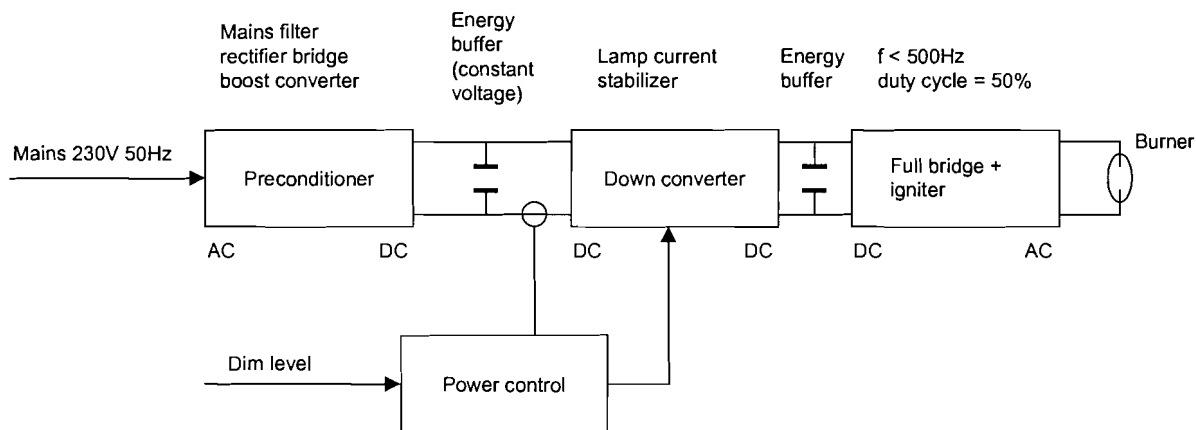 Mains filter
rectifier bridge
boost converter
Energy
buffer
(constant
voltage)
Lamp current
stabilizer
Energy
buffer
f < 500Hz
duty cycle = 50%
Mains 230V 50Hz
Preconditioner
Down converter
Full bridge +
igniter
Burner
AC
DC
DC
DC
DC
AC
Dim level
Power control